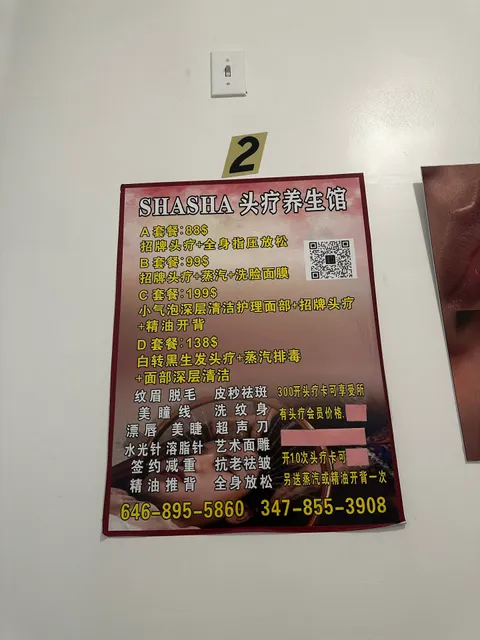 2
SHASHA 头疗养生馆
A 套餐:88$
招牌头疗+全身指压放松
B 套餐:99$
招牌头疗+蒸汽+洗脸面膜
C 套餐:199$
小气泡深层清洁护理面部+招牌头疗
+精油开背
D 套餐:138$
白转黑生发头疗+蒸汽排毒
+面部深层清洁
纹眉 脱毛 皮秒祛斑
美瞳线 洗纹身
漂唇 美睫 超声刀
水光针 溶脂针 艺术面雕
签约减重 抗老祛皱
精油推背 全身放松
300开头疗卡可享受所
有头疗会员价格.
开10次头疗卡可
另送蒸汽或精油开背一次
646-895-5860 347-855-3908